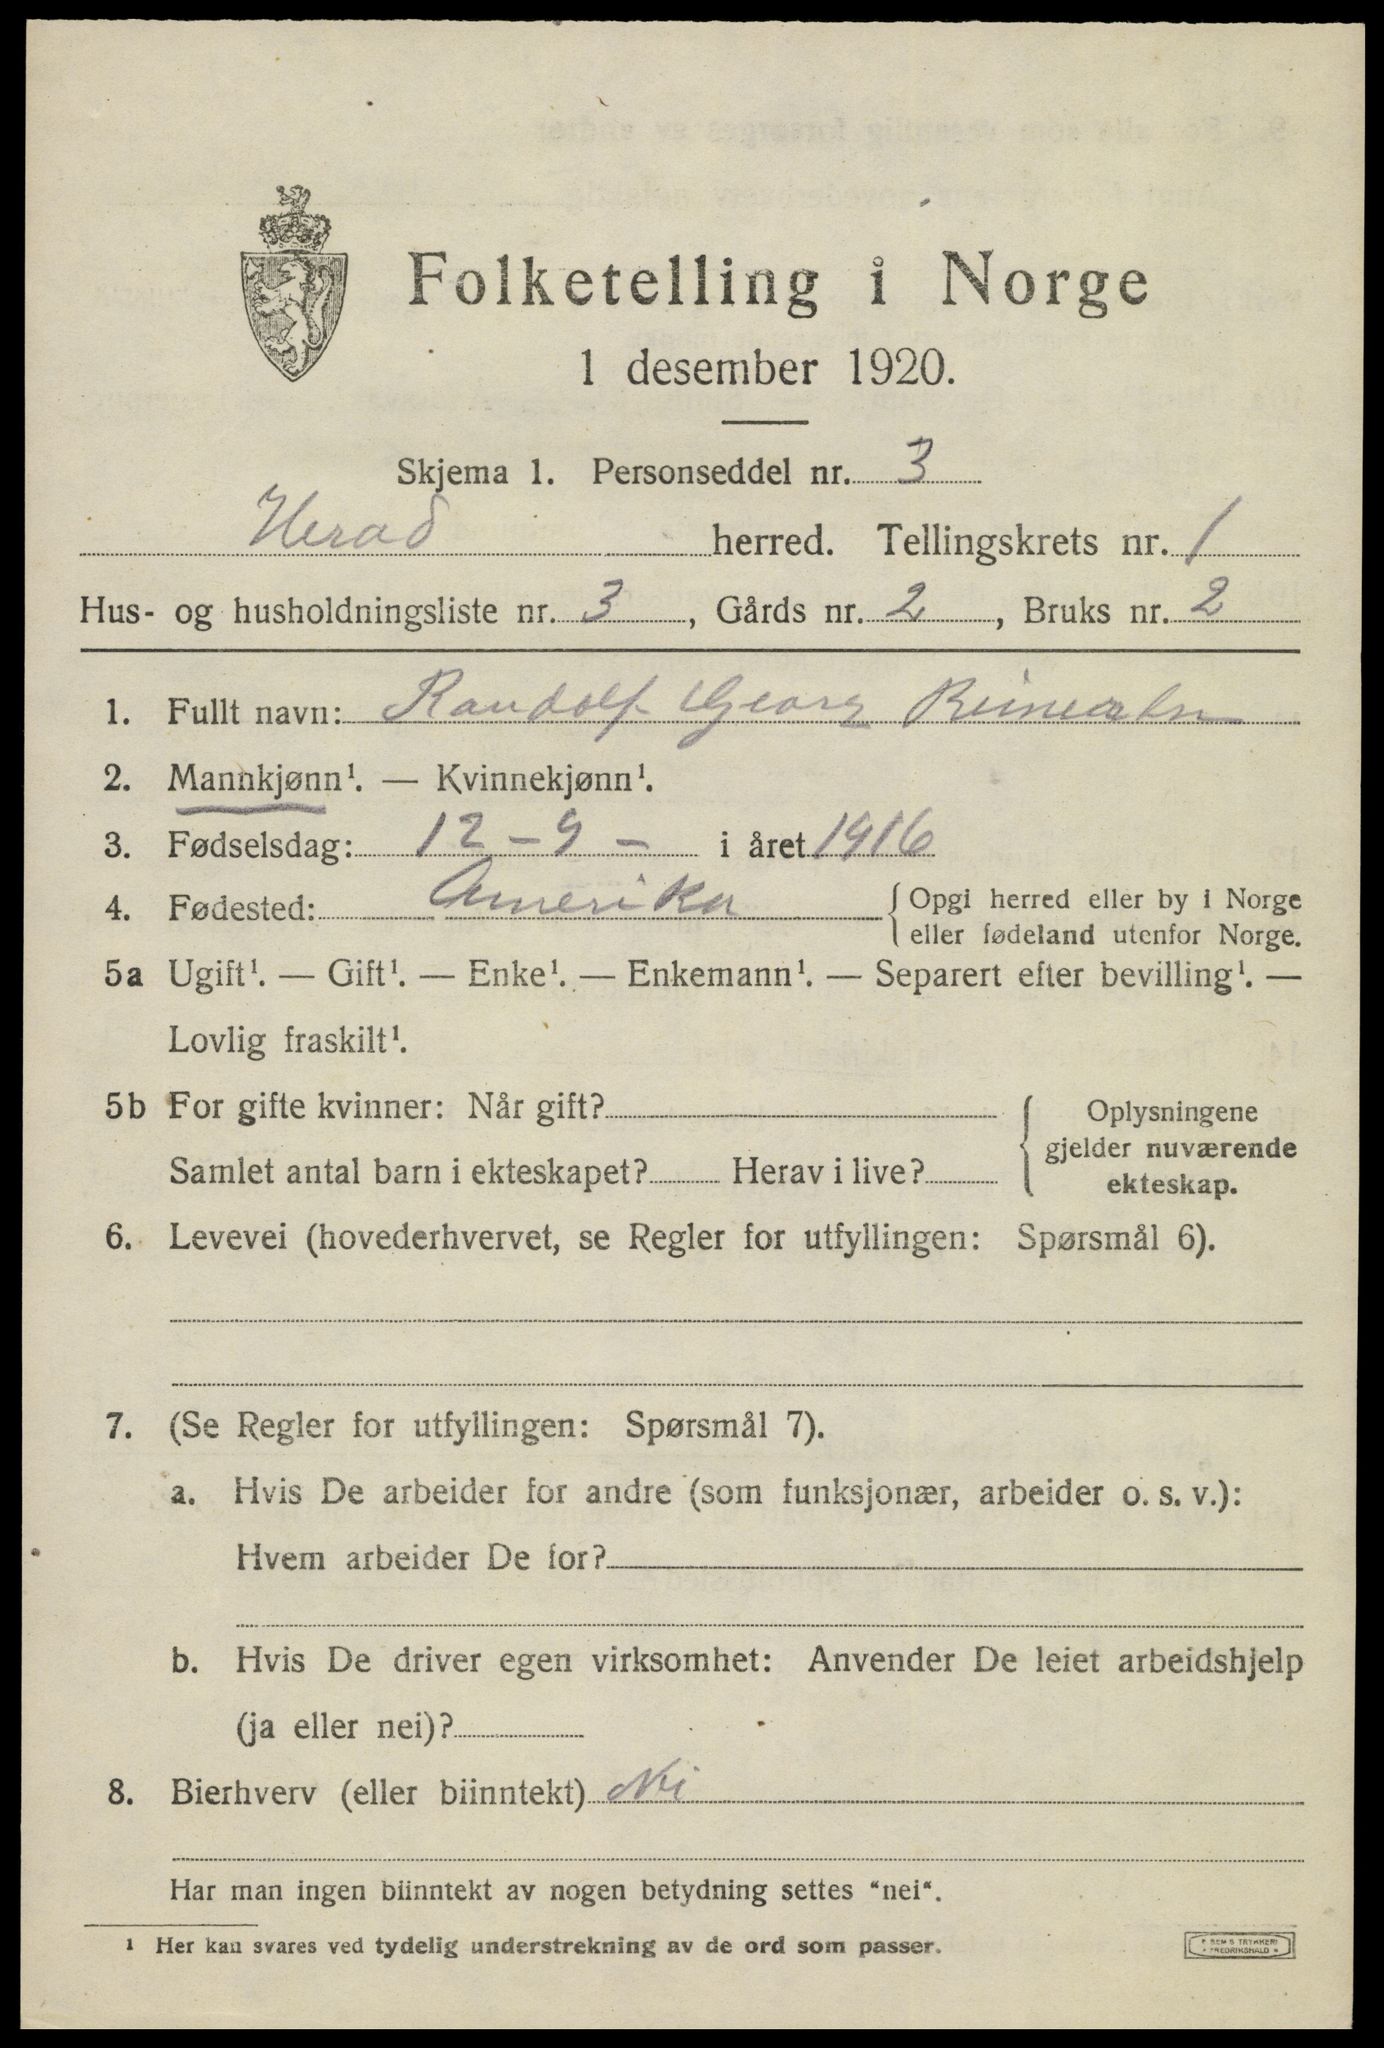 Folketelling i Norge
1 desember 1920.
Skjema 1. Personseddel nr. 3
Herad herred. Tellingskrets nr. 1
Hus- og husholdningsliste nr. 3, Gårds nr. 2, Bruks nr. 2
1. Fullt navn: Randolf Georg
2. Mannkjønn¹. — Kvinnekjønn¹.
3. Fødselsdag: 12 - 9 - i året 1916
4. Fødested: Amerika { Opgi herred eller by i Norge
eller fødeland utenfor Norge.
5a Ugift¹. — Gift¹. — Enke¹. — Enkemann¹. — Separert efter bevilling¹. —
Lovlig fraskilt¹.
5b For gifte kvinner: Når gift? { Oplysningene
gjelder nuværende
Samlet antal barn i ekteskapet? Herav i live?
ekteskap.
6. Levevei (hovederhvervet, se Regler for utfyllingen: Spørsmål 6).
7. (Se Regler for utfyllingen: Spørsmål 7).
a. Hvis De arbeider for andre (som funksjonær, arbeider o. s. v.):
Hvem arbeider De for?
b. Hvis De driver egen virksomhet: Anvender De leiet arbeidshjelp
(ja eller nei)?
8. Bierhverv (eller biinntekt) Nei
Har man ingen biinntekt av nogen betydning settes “nei“.
¹ Her kan svares ved tydelig understrekning av de ord som passer.
SEMS TRYKKERI
FREDRIKSHALD